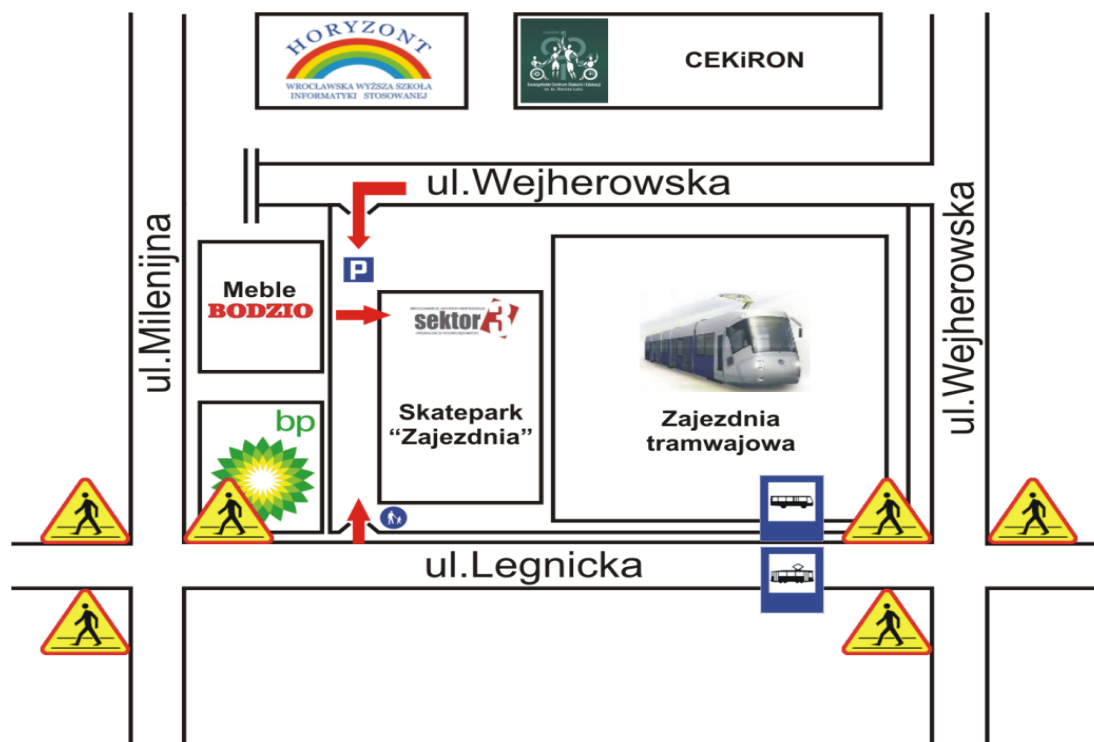 HORYZONT
WROCŁAWSKA WYŻSZA SZKOŁA
INFORMATYKI STOSOWANEJ
CEKiRON
ul.Wejherowska
ul.Milenijna
ul.Wejherowska
P
Meble
BODZIO
sektor3
Skatepark
“Zajezdnia”
Zajezdnia
tramwajowa
bp
ul.Legnicka